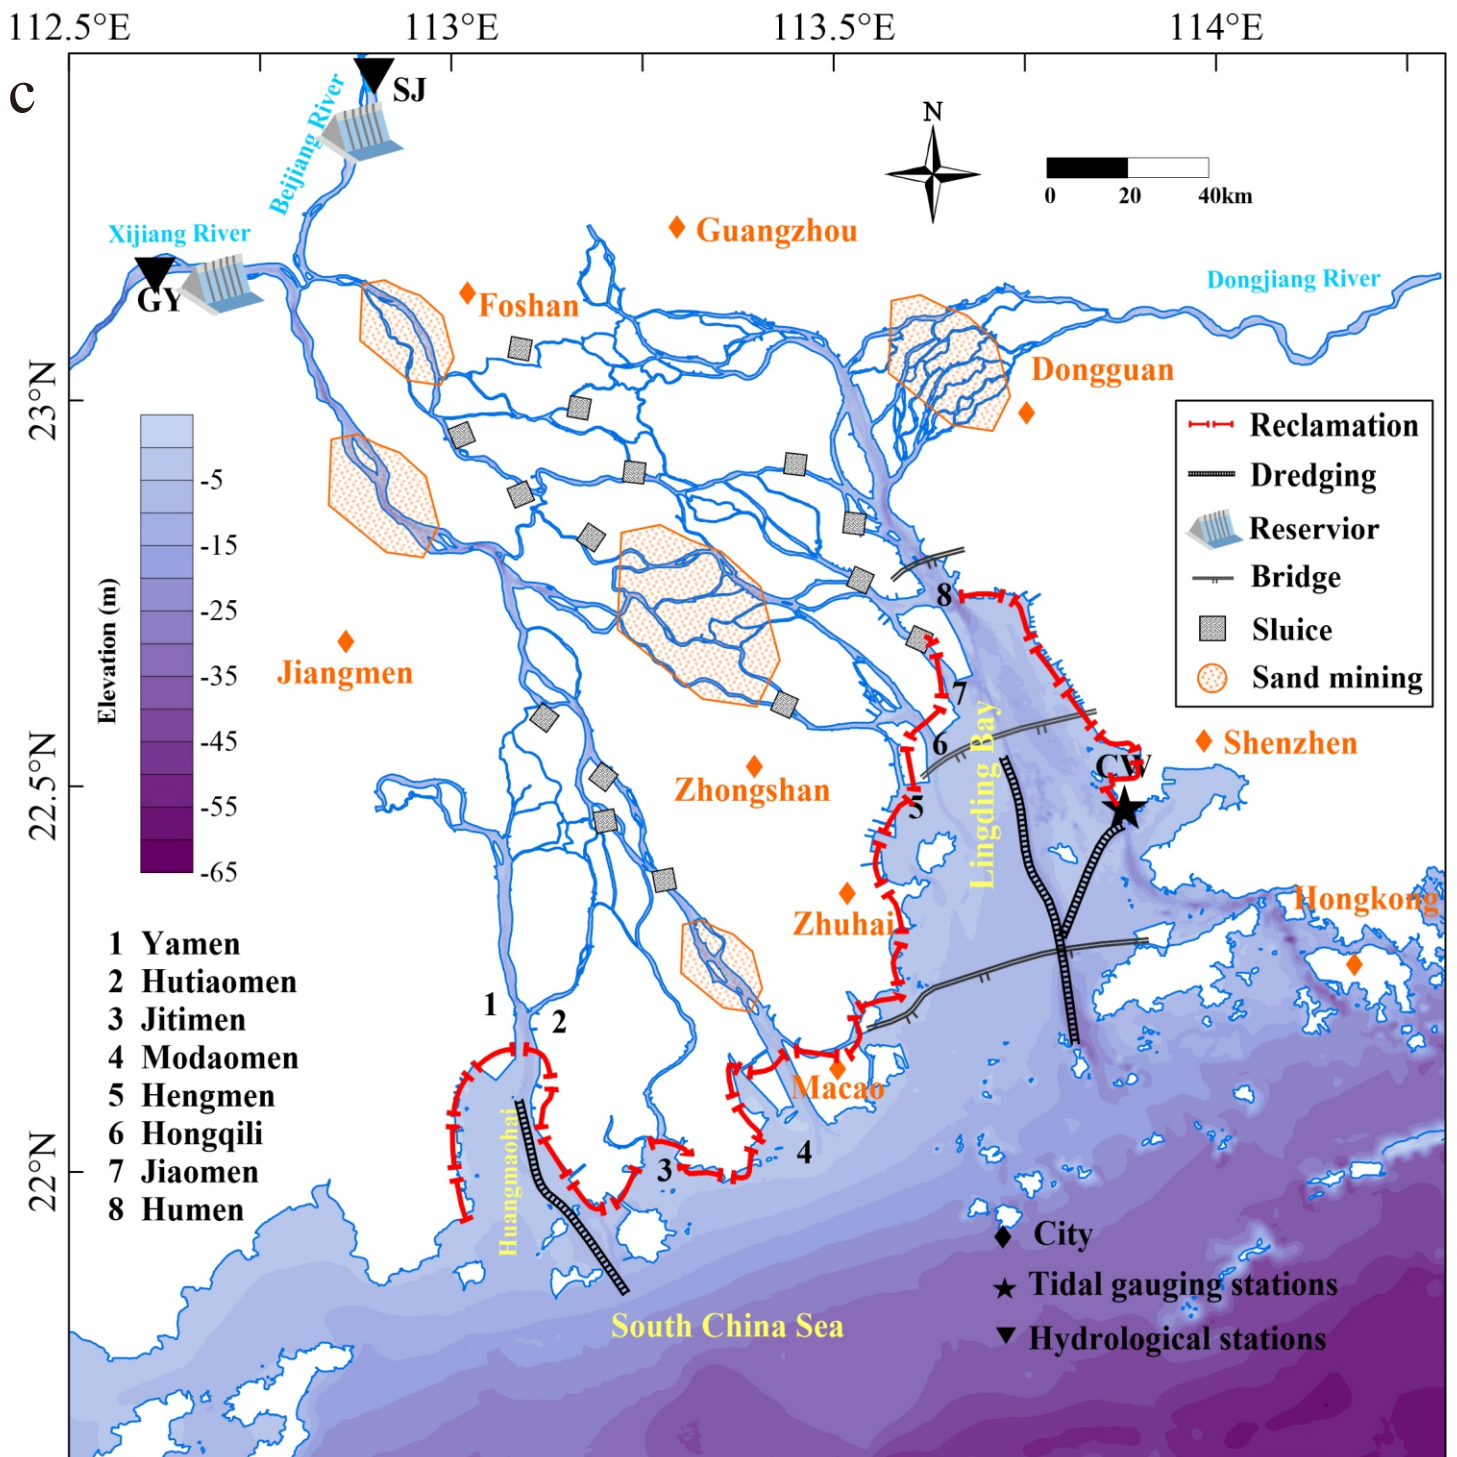 112.5°E
113°E
113.5°E
114°E
c
SJ
Beijiang River
N
0
20
40km
Xijiang River
GY
Guangzhou
Foshan
Dongjiang River
Dongguan
23°N
Reclamation
Dredging
Reservior
Bridge
Sluice
Sand mining
-5
-15
-25
-35
-45
-55
-65
Elevation (m)
8
7
6
5
Jiangmen
Shenzhen
CW
Lingding Bay
22.5°N
Zhongshan
Zhuhai
Hongkong
1 Yamen
2 Hutiaomen
3 Jitimen
4 Modaomen
5 Hengmen
6 Hongqili
7 Jiaomen
8 Humen
1
2
Macao
3
4
22°N
Huangmaohai
City
Tidal gauging stations
Hydrological stations
South China Sea